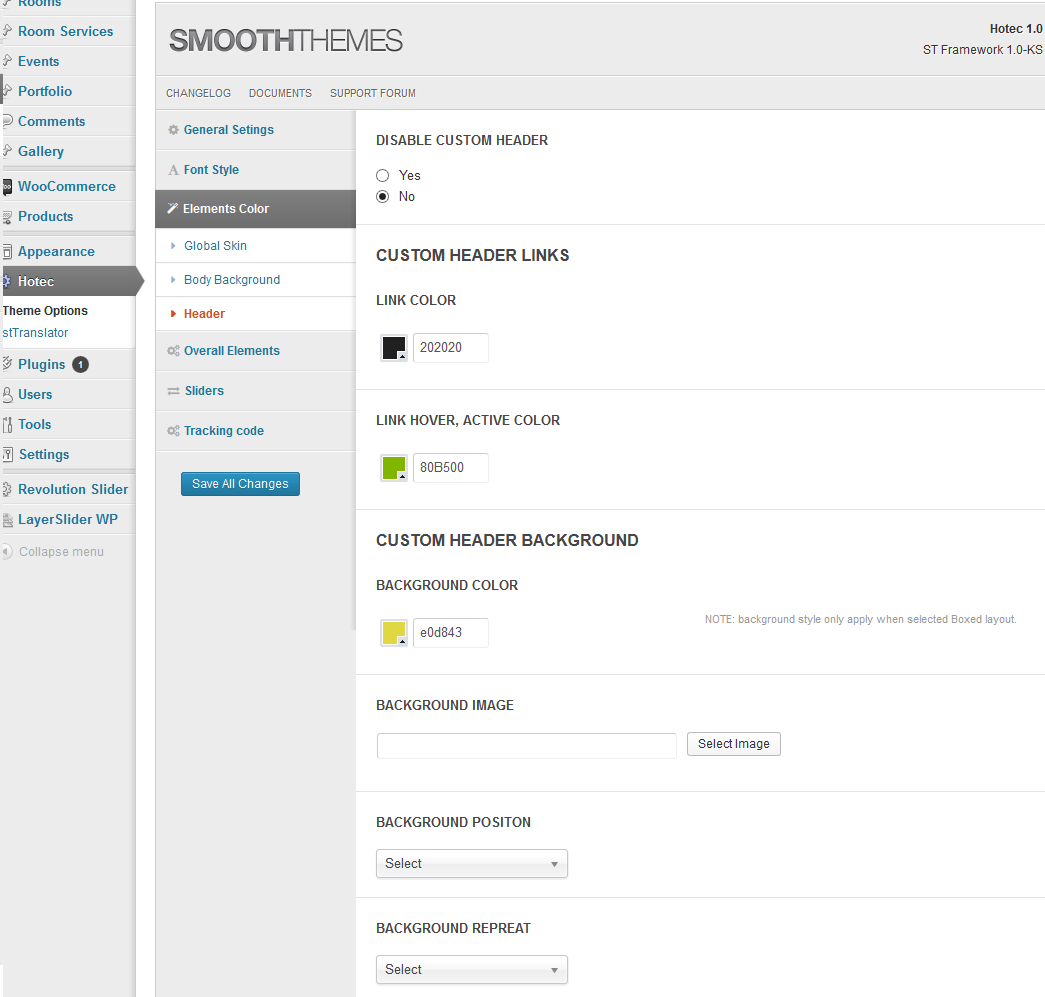 Rooms
Room Services
Events
Portfolio
Comments
Gallery
WooCommerce
Products
Appearance
Hotec
Theme Options
stTranslator
Plugins 1
Users
Tools
Settings
Revolution Slider
LayerSlider WP
Collapse menu
SMOOTHTHEMES
Hotec 1.0
ST Framework 1.0-KS
CHANGELOG DOCUMENTS SUPPORT FORUM
General Setings
Font Style
Elements Color
Global Skin
Body Background
Header
Overall Elements
Sliders
Tracking code
Save All Changes
DISABLE CUSTOM HEADER
Yes
No
CUSTOM HEADER LINKS
LINK COLOR
202020
LINK HOVER, ACTIVE COLOR
80B500
CUSTOM HEADER BACKGROUND
BACKGROUND COLOR
e0d843
NOTE: background style only apply when selected Boxed layout.
BACKGROUND IMAGE
Select Image
BACKGROUND POSITON
Select
BACKGROUND REPREAT
Select